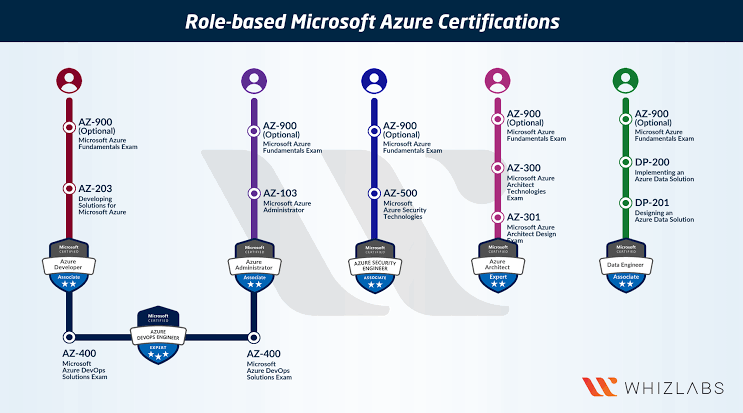 Role-based Microsoft Azure Certifications
AZ-900
(Optional)
Microsoft Azure
Fundamentals Exam
AZ-203
Developing
Solutions for
Microsoft Azure
Microsoft
CERTIFIED
Azure
Developer
Associate
AZ-400
Microsoft
Azure DevOps
Solutions Exam
Microsoft
CERTIFIED
AZURE
DEVOPS ENGINEER
EXPERT
AZ-900
(Optional)
Microsoft Azure
Fundamentals Exam
AZ-103
Microsoft Azure
Administrator
Microsoft
CERTIFIED
Azure
Administrator
Associate
AZ-400
Microsoft
Azure DevOps
Solutions Exam
AZ-900
(Optional)
Microsoft Azure
Fundamentals Exam
AZ-500
Microsoft
Azure Security
Technologies
Microsoft
CERTIFIED
AZURE SECURITY
ENGINEER
ASSOCIATE
AZ-900
(Optional)
Microsoft Azure
Fundamentals Exam
AZ-300
Microsoft Azure
Architect
Technologies
Exam
AZ-301
Microsoft Azure
Architect Design
Exam
Microsoft
CERTIFIED
Azure
Architect
Expert
AZ-900
(Optional)
Microsoft Azure
Fundamentals Exam
DP-200
Implementing an
Azure Data Solution
DP-201
Designing an
Azure Data Solution
Microsoft
CERTIFIED
Data Engineer
Associate
WHIZLABS